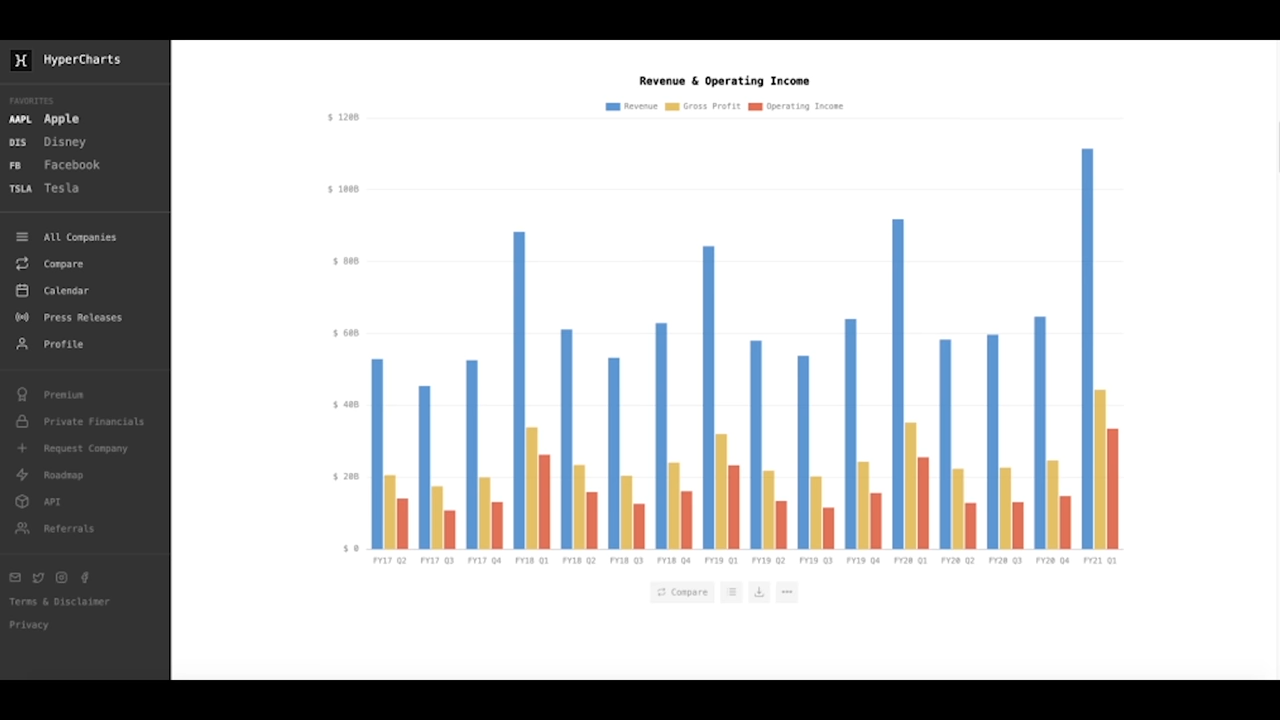 HyperCharts
FAVORITES
AAPL Apple
DIS Disney
FB Facebook
TSLA Tesla
All Companies
Compare
Calendar
Press Releases
Profile
Premium
Private Financials
Request Company
Roadmap
API
Referrals
Terms & Disclaimer
Privacy
Revenue & Operating Income
Revenue Gross Profit Operating Income
$ 120B
$ 100B
$ 80B
$ 60B
$ 40B
$ 20B
$ 0
FY17 Q2 FY17 Q3 FY17 Q4 FY18 Q1 FY18 Q2 FY18 Q3 FY18 Q4 FY19 Q1 FY19 Q2 FY19 Q3 FY19 Q4 FY20 Q1 FY20 Q2 FY20 Q3 FY20 Q4 FY21 Q1
Compare